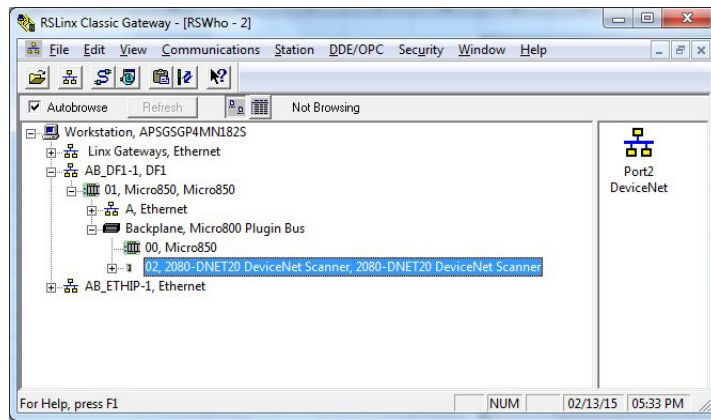 RSLinx Classic Gateway - [RSWho - 2]
File Edit View Communications Station DDE/OPC Security Window Help
Autobrowse Refresh Not Browsing
Workstation, APSGSGP4MN182S
Linx Gateways, Ethernet
AB_DF1-1, DF1
01, Micro850, Micro850
A, Ethernet
Backplane, Micro800 Plugin Bus
00, Micro850
02, 2080-DNET20 DeviceNet Scanner, 2080-DNET20 DeviceNet Scanner
AB_ETHIP-1, Ethernet
Port2
DeviceNet
For Help, press F1 NUM 02/13/15 05:33 PM